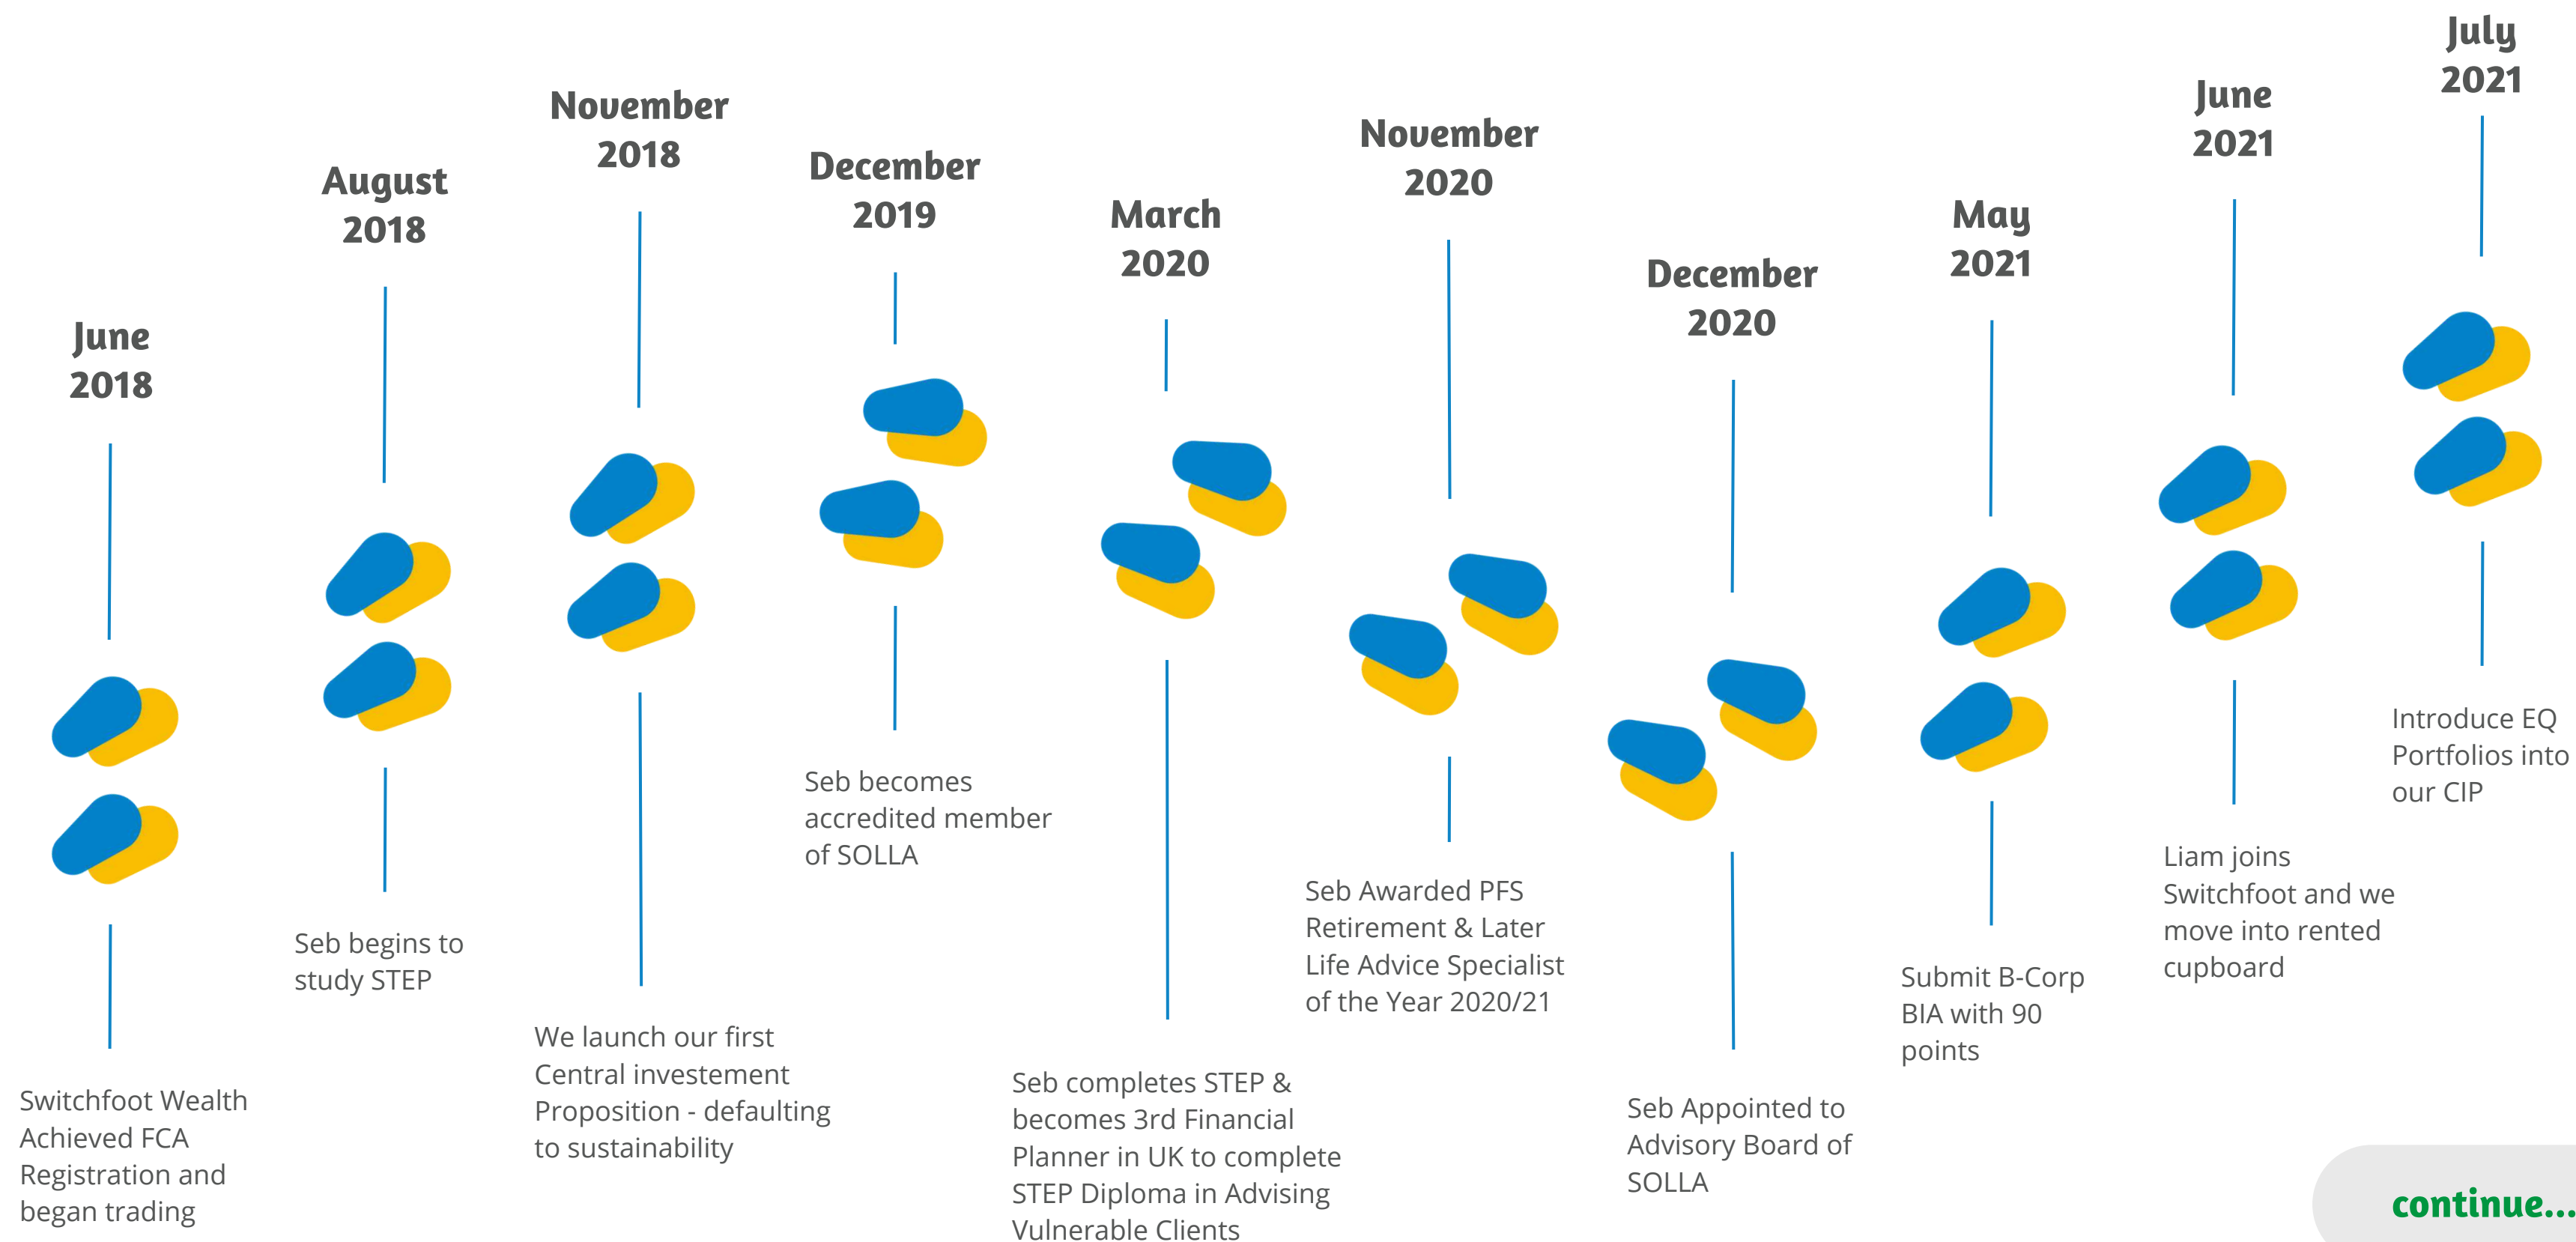 June
2018
Switchfoot Wealth
Achieved FCA
Registration and
began trading
August
2018
Seb begins to
study STEP
November
2018
We launch our first
Central investement
Proposition - defaulting
to sustainability
December
2019
Seb becomes
accredited member
of SOLLA
March
2020
Seb completes STEP &
becomes 3rd Financial
Planner in UK to complete
STEP Diploma in Advising
Vulnerable Clients
November
2020
Seb Awarded PFS
Retirement & Later
Life Advice Specialist
of the Year 2020/21
December
2020
Seb Appointed to
Advisory Board of
SOLLA
May
2021
Submit B-Corp
BIA with 90
points
June
2021
Liam joins
Switchfoot and we
move into rented
cupboard
July
2021
Introduce EQ
Portfolios into
our CIP
continue...